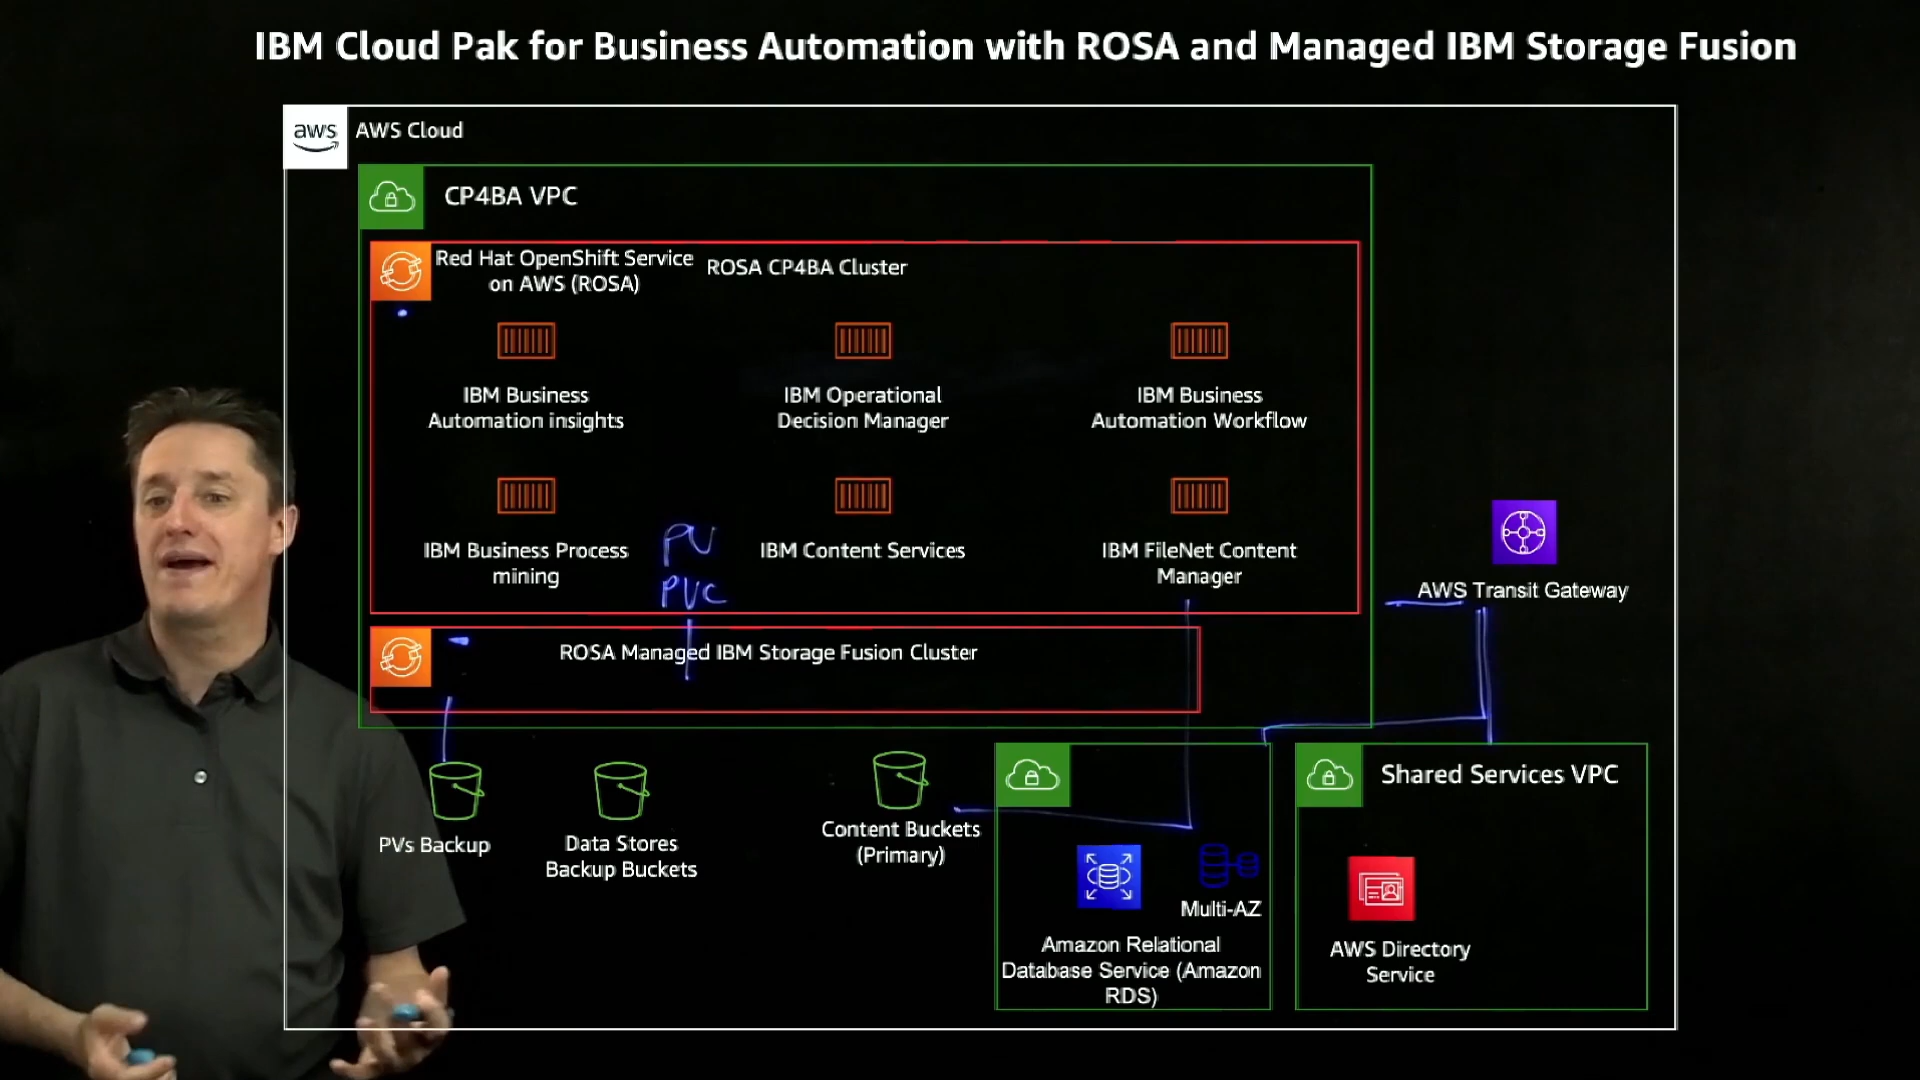 IBM Cloud Pak for Business Automation with ROSA and Managed IBM Storage Fusion
aws
AWS Cloud
CP4BA VPC
Red Hat OpenShift Service
on AWS (ROSA)
ROSA CP4BA Cluster
IBM Business
Automation insights
IBM Operational
Decision Manager
IBM Business
Automation Workflow
IBM Business Process
mining
PV
PVC
IBM Content Services
IBM FileNet Content
Manager
AWS Transit Gateway
ROSA Managed IBM Storage Fusion Cluster
PVs Backup
Data Stores
Backup Buckets
Content Buckets
(Primary)
Multi-AZ
Amazon Relational
Database Service (Amazon
RDS)
Shared Services VPC
AWS Directory
Service